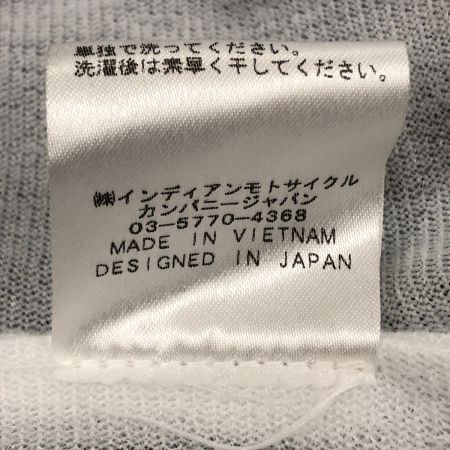 単独で洗ってください。
洗濯後は素早く干してください。
㈱インディアンモトサイクル
カンパニージャパン
03-5770-4368
MADE IN VIETNAM
DESIGNED IN JAPAN